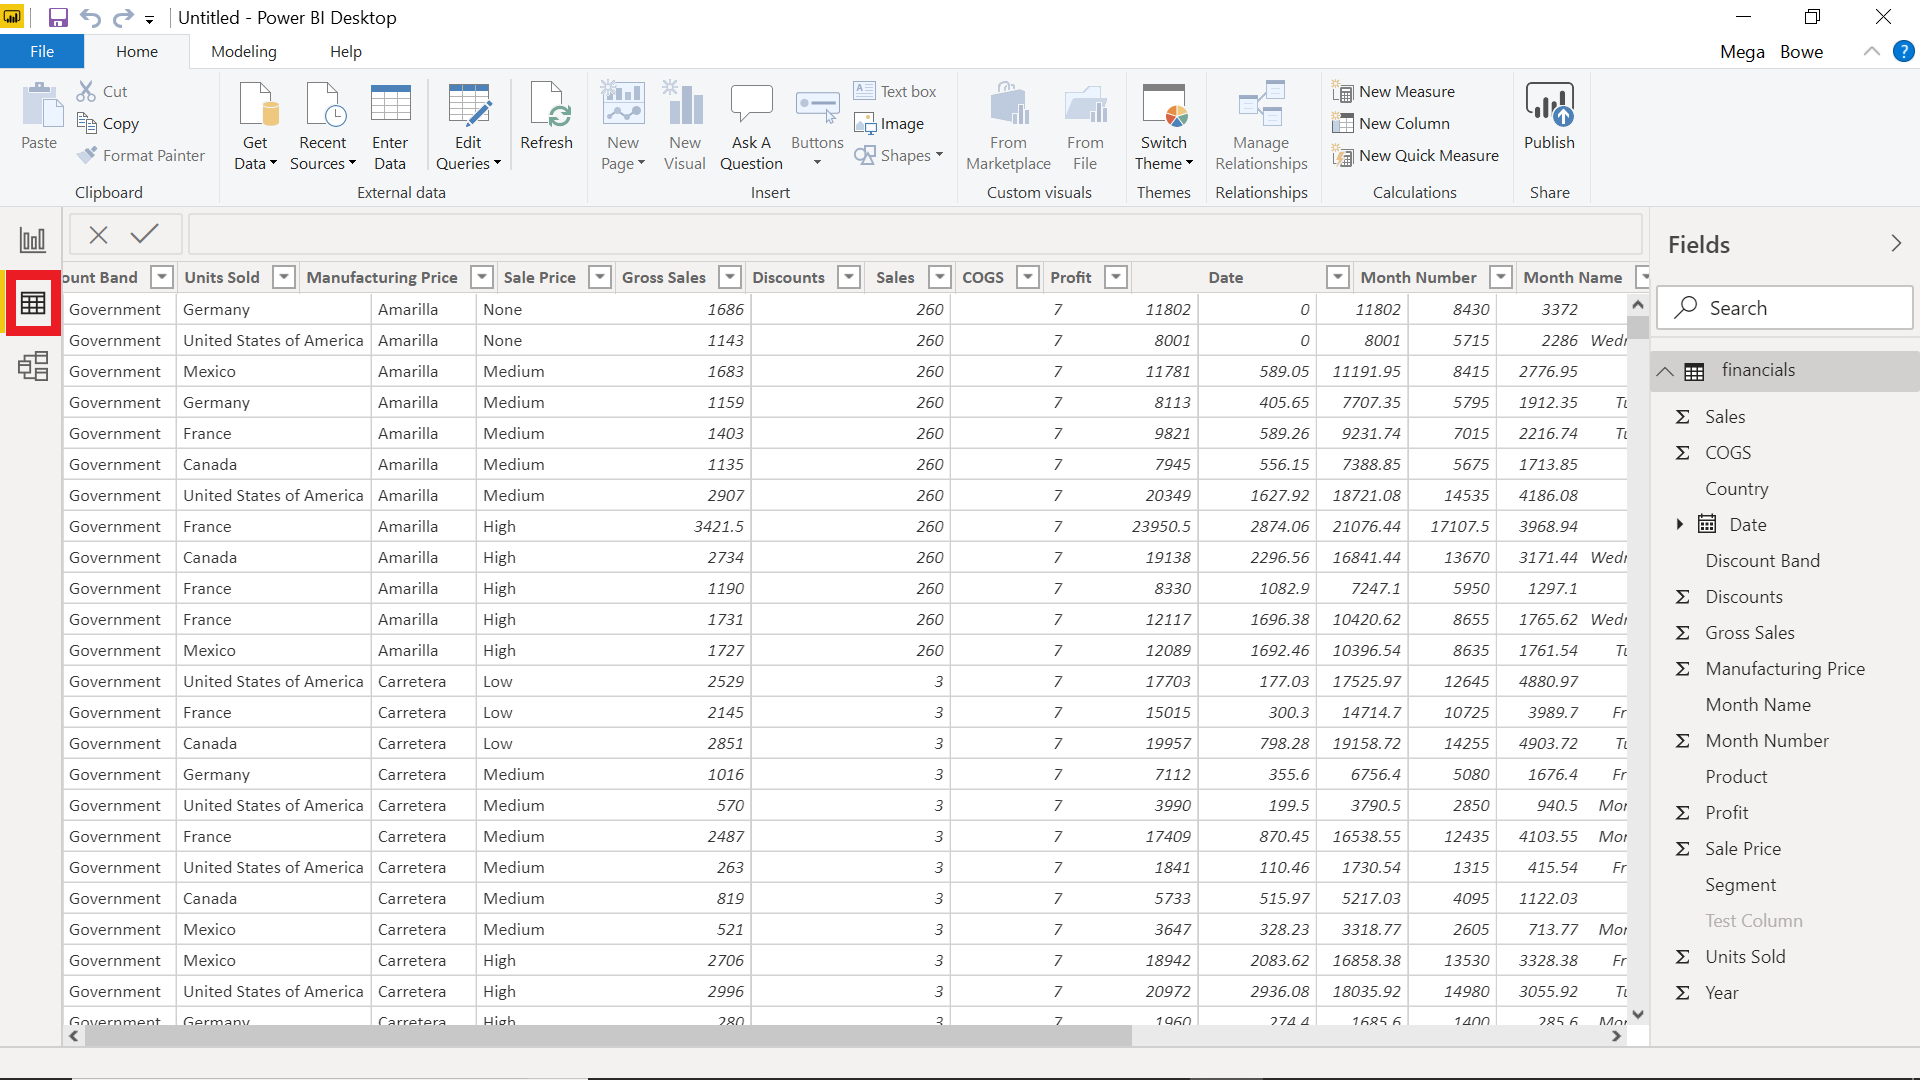 Untitled - Power BI Desktop
File Home Modeling Help Mega Bowe ?
Paste
Cut
Copy
Format Painter
Clipboard
Get Data
Recent Sources
Enter Data
Edit Queries
Refresh
External data
New Page
New Visual
Ask A Question
Buttons
Text box
Image
Shapes
Insert
From Marketplace
From File
Custom visuals
Switch Theme
Themes
Manage Relationships
Relationships
New Measure
New Column
New Quick Measure
Calculations
Publish
Share
ount Band Units Sold Manufacturing Price Sale Price Gross Sales Discounts Sales COGS Profit Date Month Number Month Name
Government Germany Amarilla None 1686 260 7 11802 0 11802 8430 3372
Government United States of America Amarilla None 1143 260 7 8001 0 8001 5715 2286 Wedn
Government Mexico Amarilla Medium 1683 260 7 11781 589.05 11191.95 8415 2776.95
Government Germany Amarilla Medium 1159 260 7 8113 405.65 7707.35 5795 1912.35 Tu
Government France Amarilla Medium 1403 260 7 9821 589.26 9231.74 7015 2216.74 Tu
Government Canada Amarilla Medium 1135 260 7 7945 556.15 7388.85 5675 1713.85
Government United States of America Amarilla Medium 2907 260 7 20349 1627.92 18721.08 14535 4186.08
Government France Amarilla High 3421.5 260 7 23950.5 2874.06 21076.44 17107.5 3968.94
Government Canada Amarilla High 2734 260 7 19138 2296.56 16841.44 13670 3171.44 Wedn
Government France Amarilla High 1190 260 7 8330 1082.9 7247.1 5950 1297.1
Government France Amarilla High 1731 260 7 12117 1696.38 10420.62 8655 1765.62 Wedn
Government Mexico Amarilla High 1727 260 7 12089 1692.46 10396.54 8635 1761.54 Tu
Government United States of America Carretera Low 2529 3 7 17703 177.03 17525.97 12645 4880.97
Government France Carretera Low 2145 3 7 15015 300.3 14714.7 10725 3989.7 Fr
Government Canada Carretera Low 2851 3 7 19957 798.28 19158.72 14255 4903.72 Tu
Government Germany Carretera Medium 1016 3 7 7112 355.6 6756.4 5080 1676.4 Fr
Government United States of America Carretera Medium 570 3 7 3990 199.5 3790.5 2850 940.5 Mon
Government France Carretera Medium 2487 3 7 17409 870.45 16538.55 12435 4103.55 Mon
Government United States of America Carretera Medium 263 3 7 1841 110.46 1730.54 1315 415.54 Fr
Government Canada Carretera Medium 819 3 7 5733 515.97 5217.03 4095 1122.03
Government Mexico Carretera Medium 521 3 7 3647 328.23 3318.77 2605 713.77 Mon
Government Mexico Carretera High 2706 3 7 18942 2083.62 16858.38 13530 3328.38 Fr
Government United States of America Carretera High 2996 3 7 20972 2936.08 18035.92 14980 3055.92 Tu
Government Germany Carretera High 280 3 7 1960 274.4 1685.6 1400 285.6 Mon
Fields
Search
financials
Σ Sales
Σ COGS
Country
Date
Discount Band
Σ Discounts
Σ Gross Sales
Σ Manufacturing Price
Month Name
Σ Month Number
Product
Σ Profit
Σ Sale Price
Segment
Test Column
Σ Units Sold
Σ Year